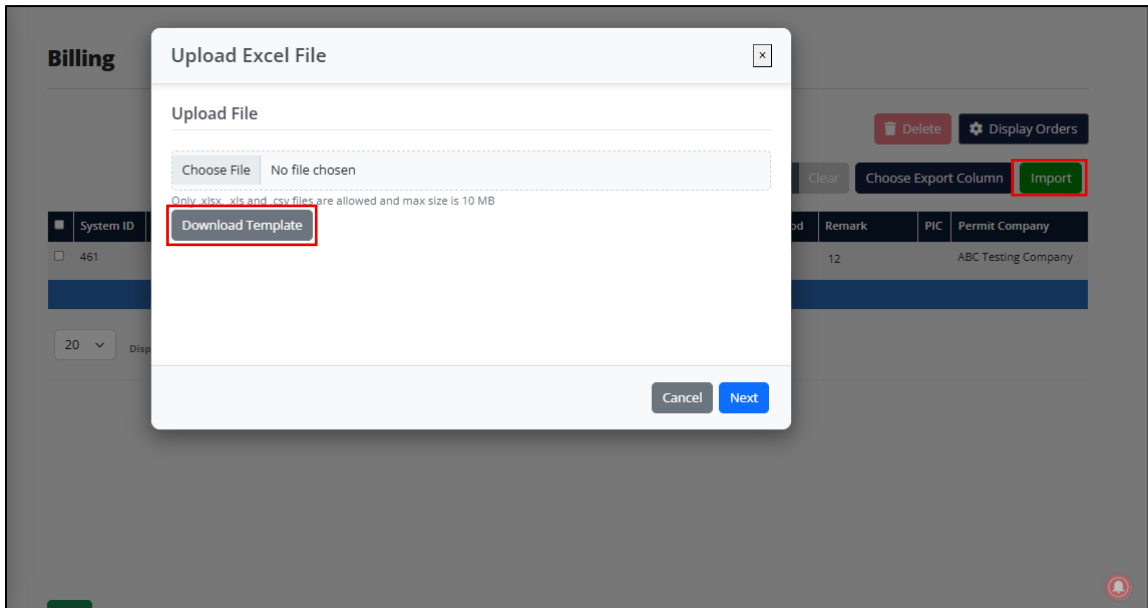 Billing
Upload Excel File
×
Upload File
Delete
Display Orders
Choose File No file chosen
Clear
Choose Export Column
Import
Only .xlsx, .xls and .csv files are allowed and max size is 10 MB
Download Template
System ID
Remark
PIC
Permit Company
461
12
ABC Testing Company
20
Cancel
Next